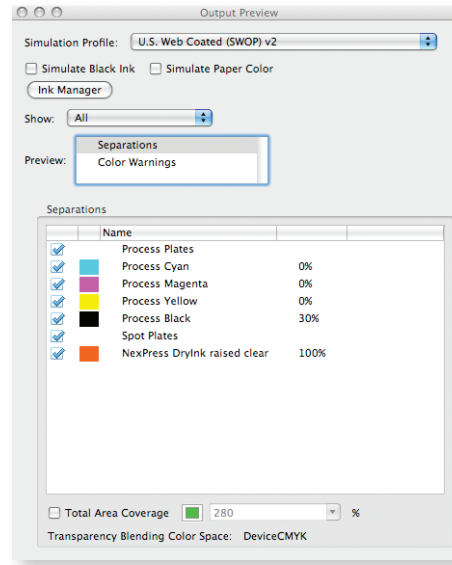 Output Preview
Simulation Profile: U.S. Web Coated (SWOP) v2
Simulate Black Ink Simulate Paper Color
Ink Manager
Show: All
Preview: Separations
Color Warnings
Separations
Name
Process Plates
Process Cyan 0%
Process Magenta 0%
Process Yellow 0%
Process Black 30%
Spot Plates
NexPress DryInk raised clear 100%
Total Area Coverage 280 %
Transparency Blending Color Space: DeviceCMYK